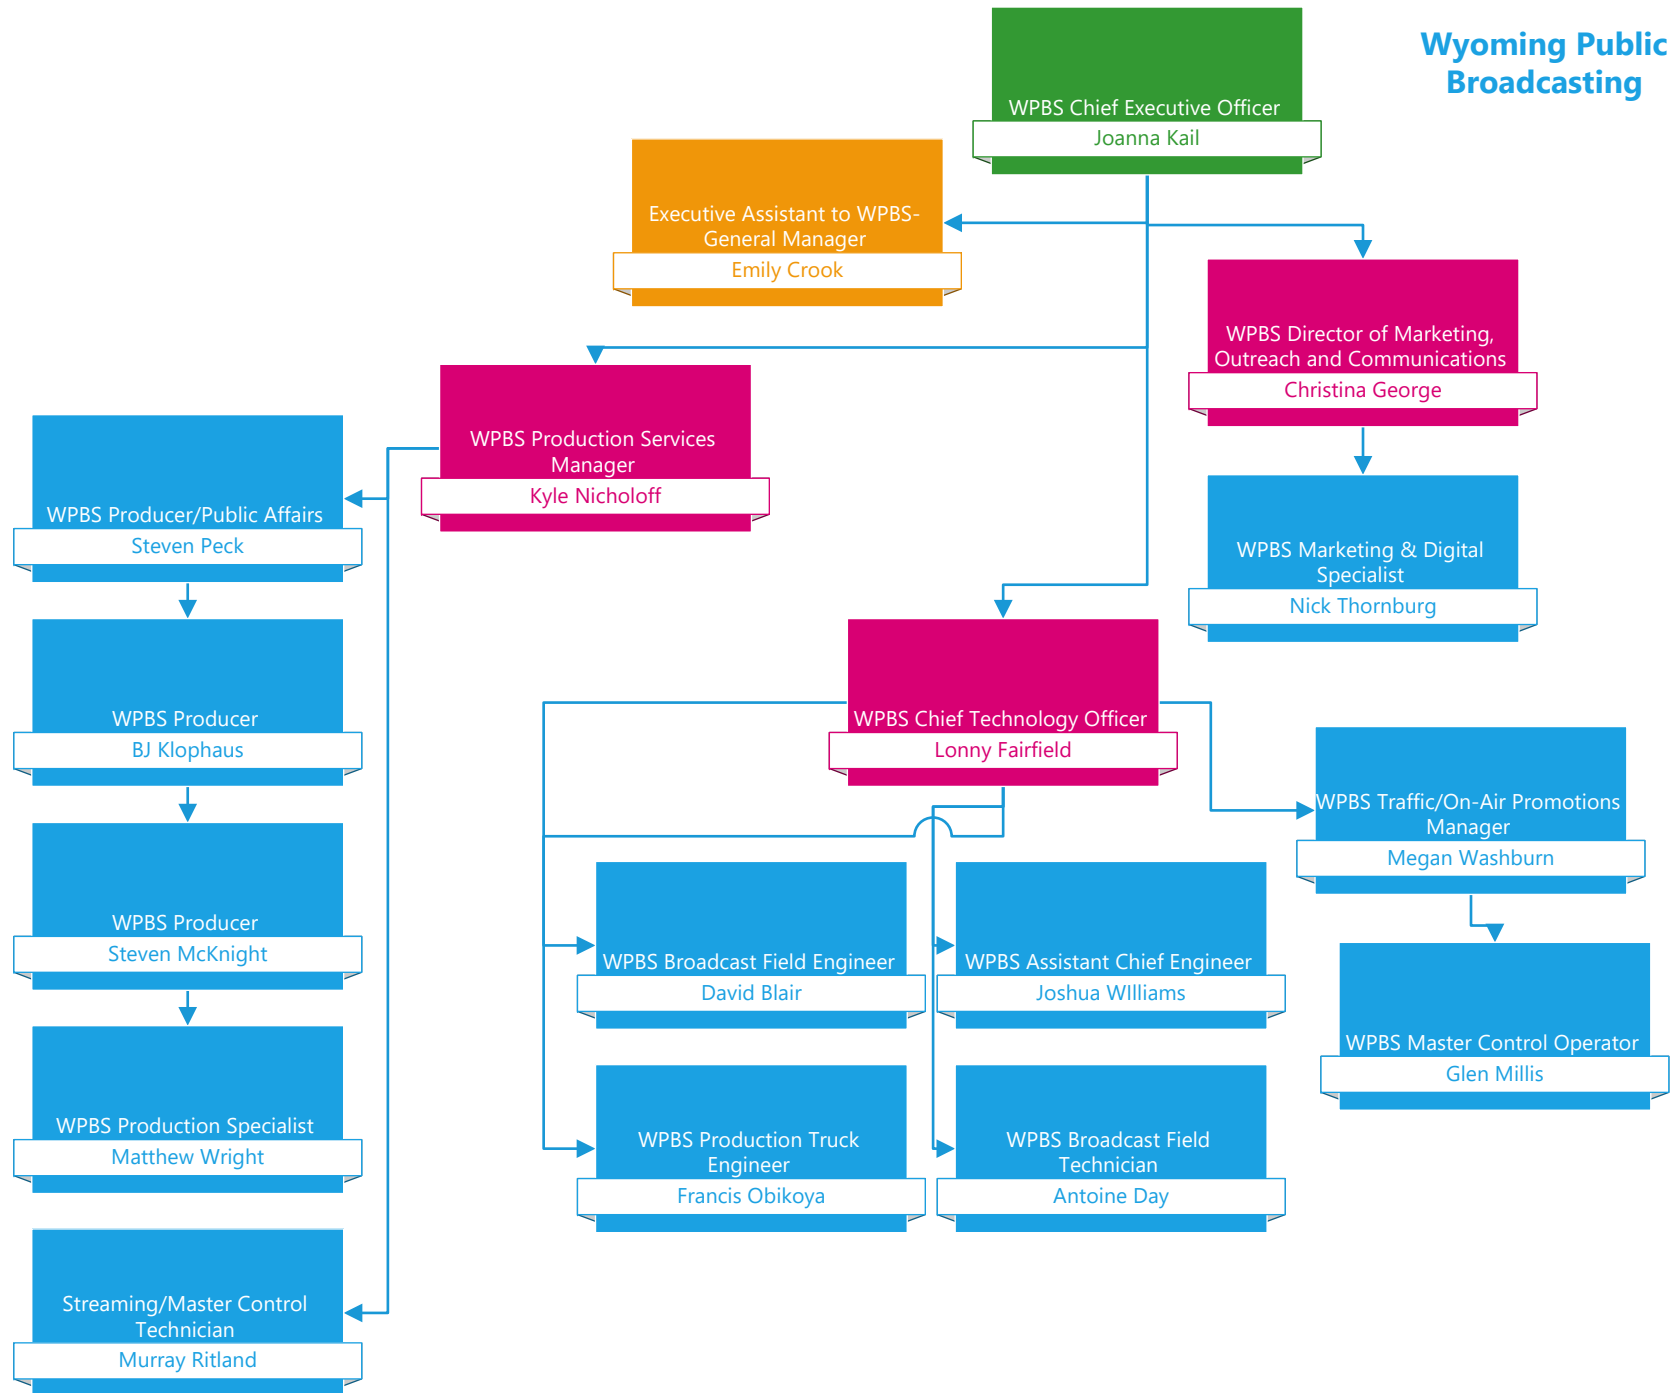 Wyoming Public
Broadcasting
WPBS Chief Executive Officer
Joanna Kail
Executive Assistant to WPBS-
General Manager
Emily Crook
WPBS Director of Marketing,
Outreach and Communications
Christina George
WPBS Production Services
Manager
Kyle Nicholoff
WPBS Producer/Public Affairs
Steven Peck
WPBS Marketing & Digital
Specialist
Nick Thornburg
WPBS Producer
BJ Klophaus
WPBS Chief Technology Officer
Lonny Fairfield
WPBS Traffic/On-Air Promotions
Manager
Megan Washburn
WPBS Producer
Steven McKnight
WPBS Broadcast Field Engineer
David Blair
WPBS Assistant Chief Engineer
Joshua WIlliams
WPBS Master Control Operator
Glen Millis
WPBS Production Specialist
Matthew Wright
WPBS Production Truck
Engineer
Francis Obikoya
WPBS Broadcast Field
Technician
Antoine Day
Streaming/Master Control
Technician
Murray Ritland